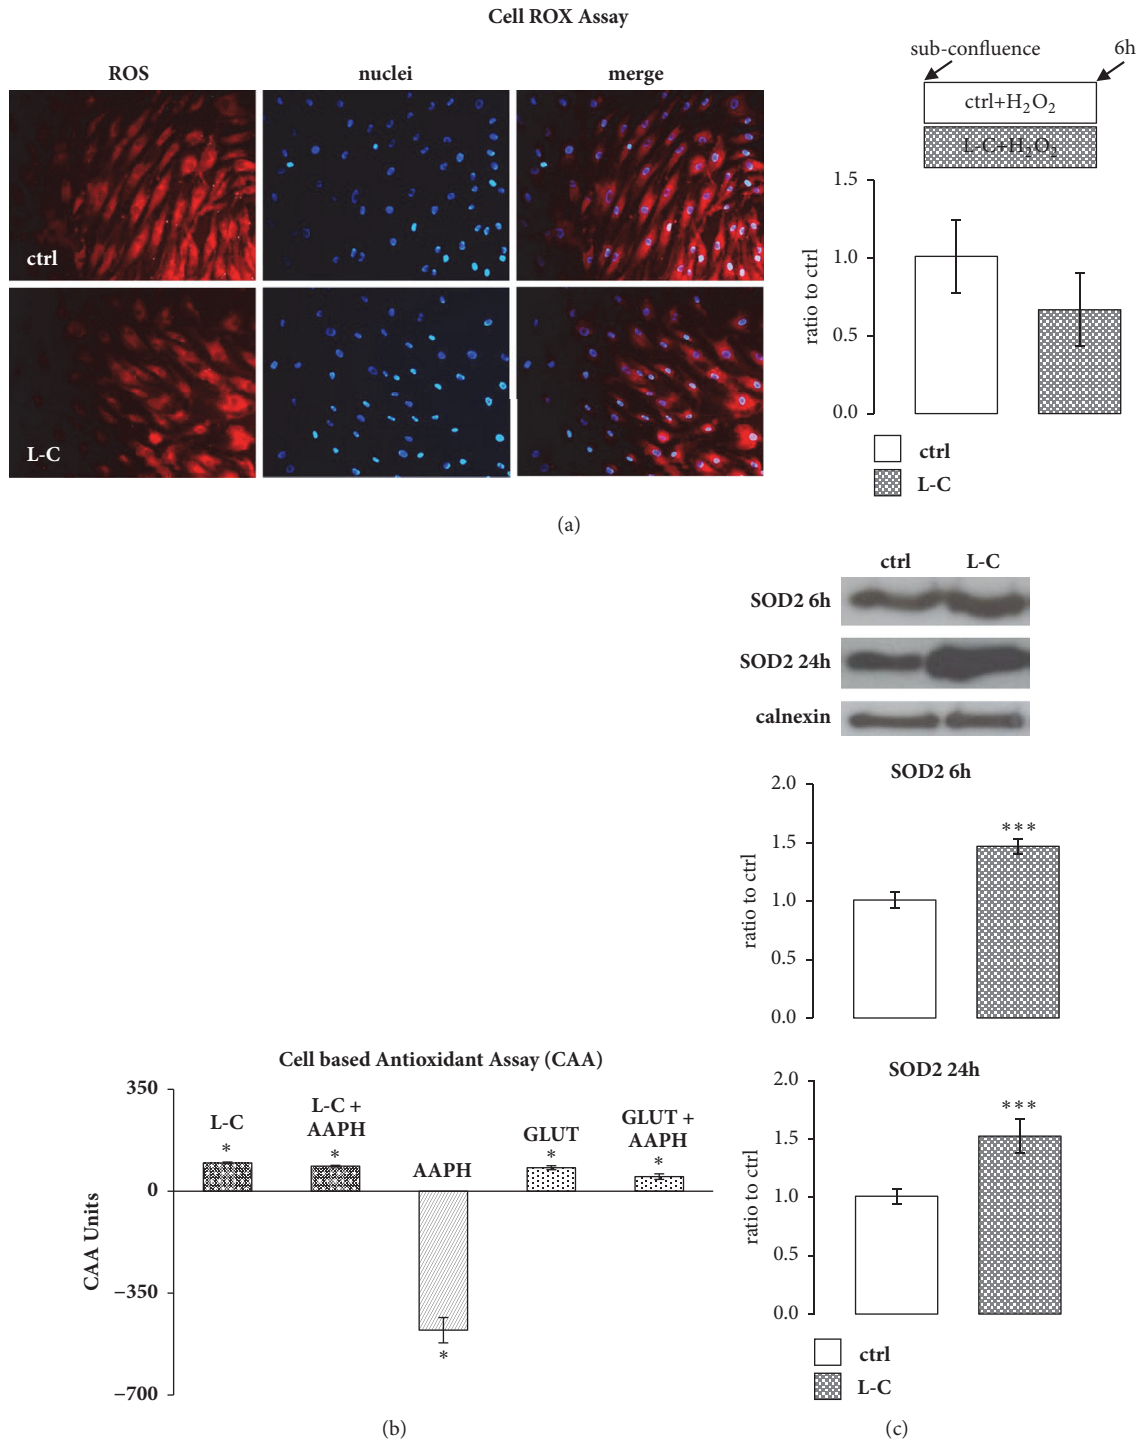 Cell ROX Assay
ROS
nuclei
merge
ctrl
L-C
sub-confluence
6h
ctrl+H₂O₂
L-C+H₂O₂
1.5
1.0
0.5
0.0
ratio to ctrl
ctrl
L-C
(a)
ctrl L-C
SOD2 6h
SOD2 24h
calnexin
SOD2 6h
2.0
1.5
1.0
0.5
0.0
ratio to ctrl
***
Cell based Antioxidant Assay (CAA)
350
0
−350
−700
CAA Units
L-C
*
L-C +
AAPH
*
AAPH
*
GLUT
*
GLUT +
AAPH
*
(b)
SOD2 24h
2.0
1.5
1.0
0.5
0.0
ratio to ctrl
***
ctrl
L-C
(c)